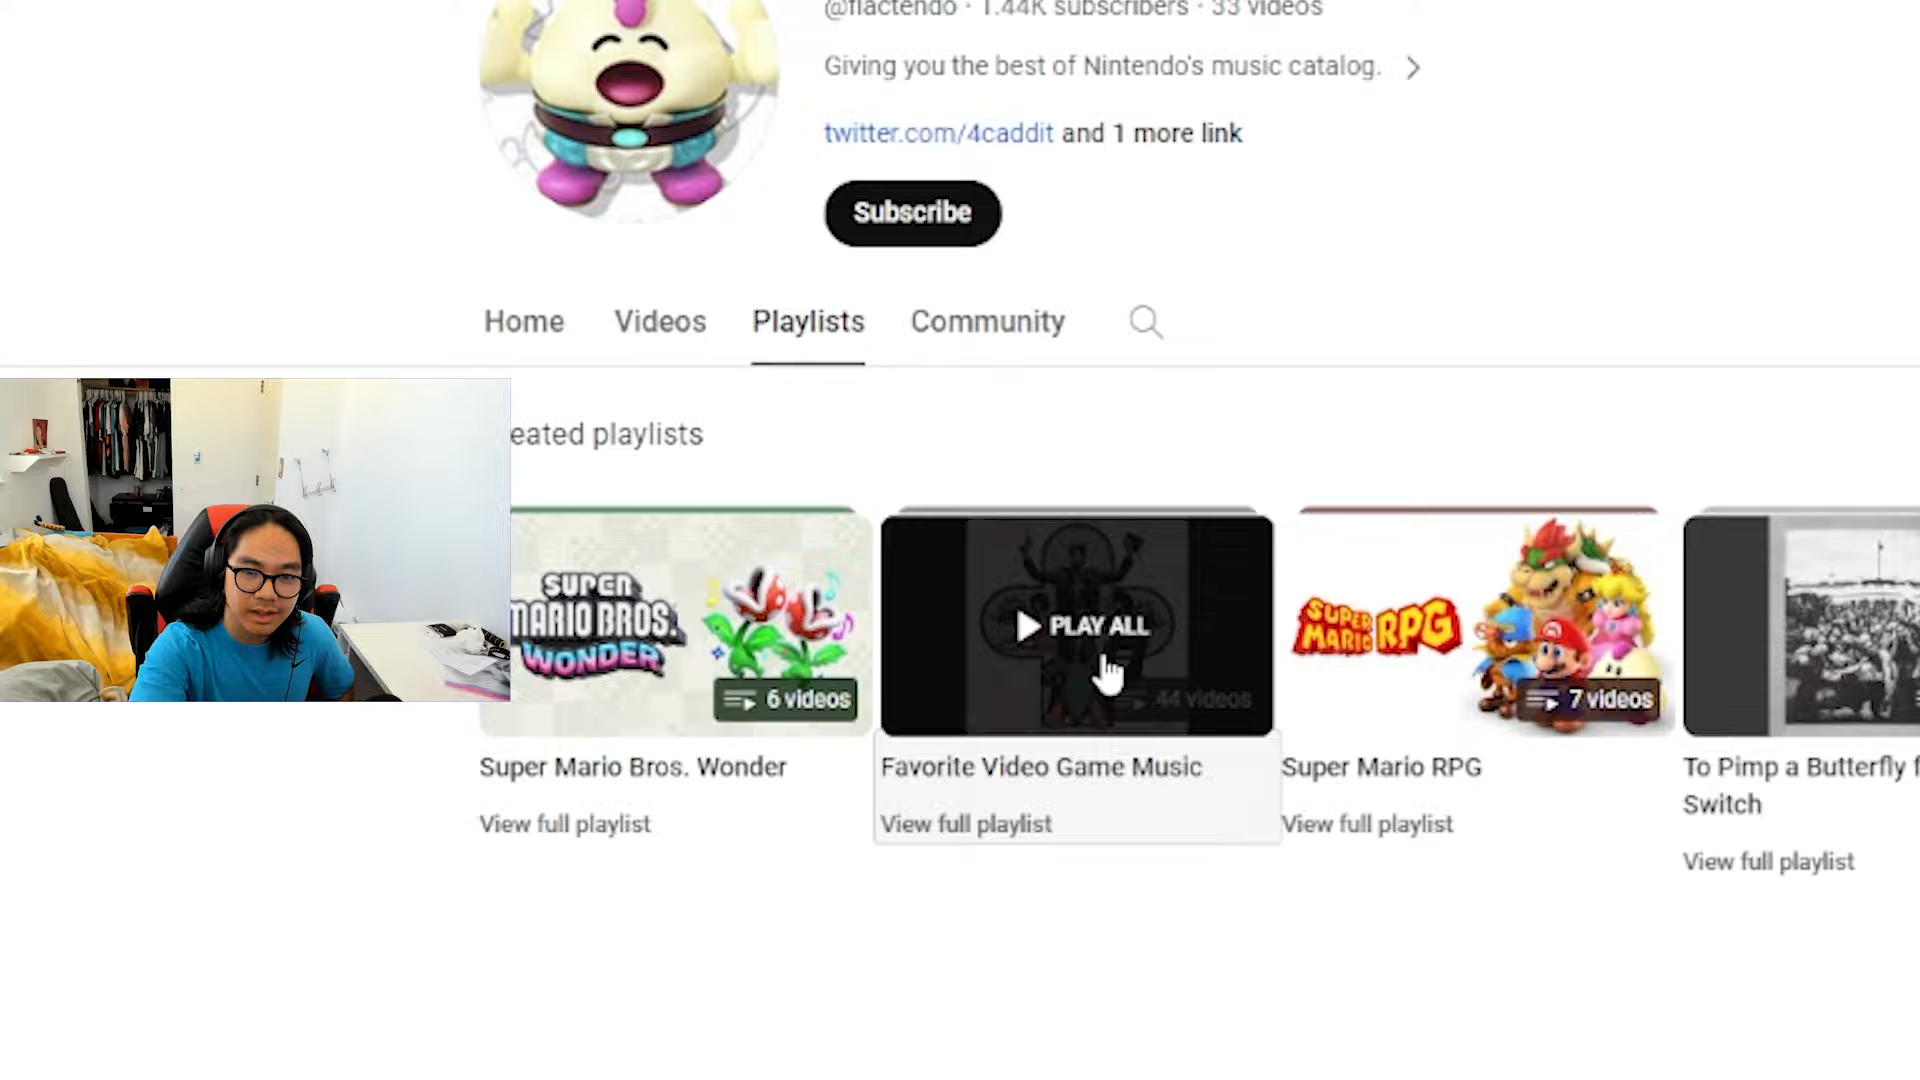 @flactendo · 1.44K subscribers · 33 videos
Giving you the best of Nintendo's music catalog.
twitter.com/4caddit and 1 more link
Subscribe
Home Videos Playlists Community
eated playlists
SUPER
MARIO BROS.
WONDER
6 videos
PLAY ALL
44 videos
SUPER
MARIO RPG
7 videos
Super Mario Bros. Wonder
View full playlist
Favorite Video Game Music
View full playlist
Super Mario RPG
View full playlist
To Pimp a Butterfly f
Switch
View full playlist